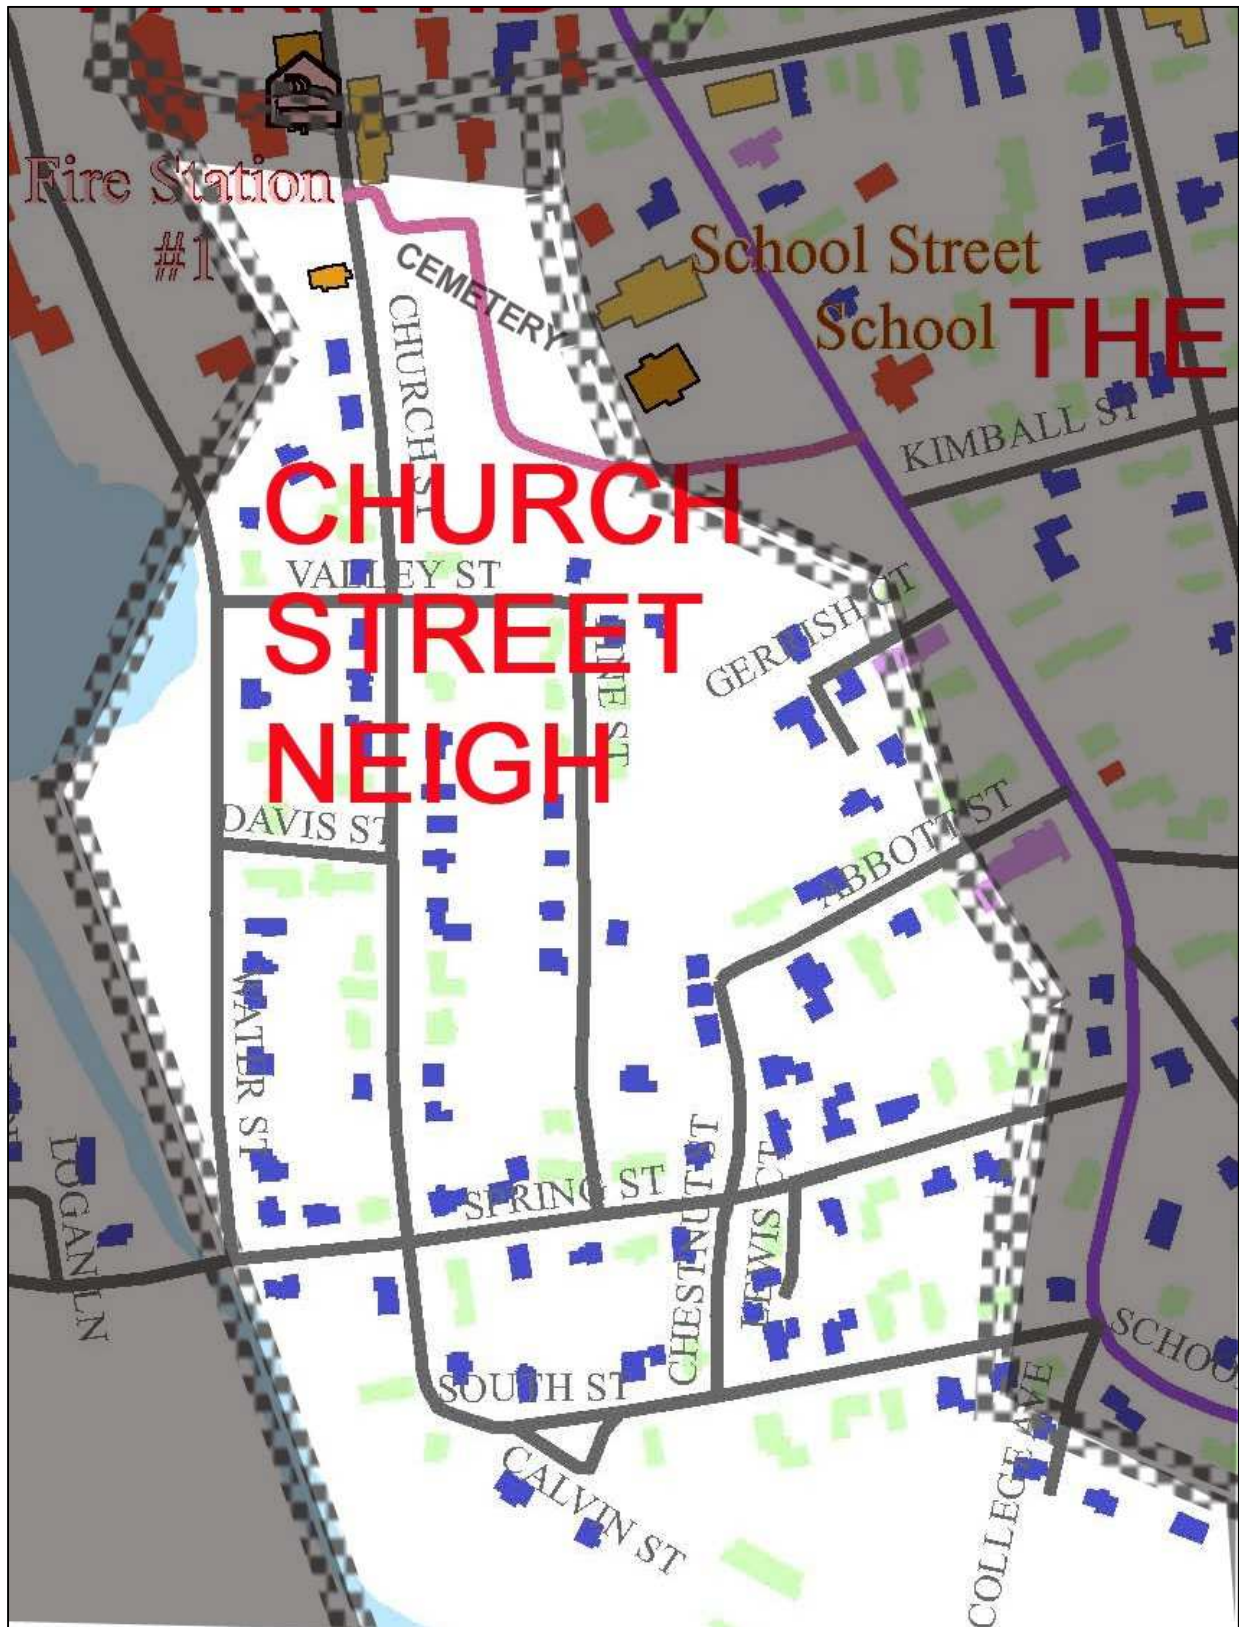 Fire Station
#1
CEMETERY
School Street
School
THE
CHURCH ST
KIMBALL ST
CHURCH
STREET
NEIGH
VALLEY ST
PINE ST
GERRISH CT
DAVIS ST
ABBOTT ST
WATER ST
LOGAN LN
SPRING ST
CHESTNUT ST
LEWIS CT
SOUTH ST
SCHOO
CALVIN ST
COLLEGE AVE